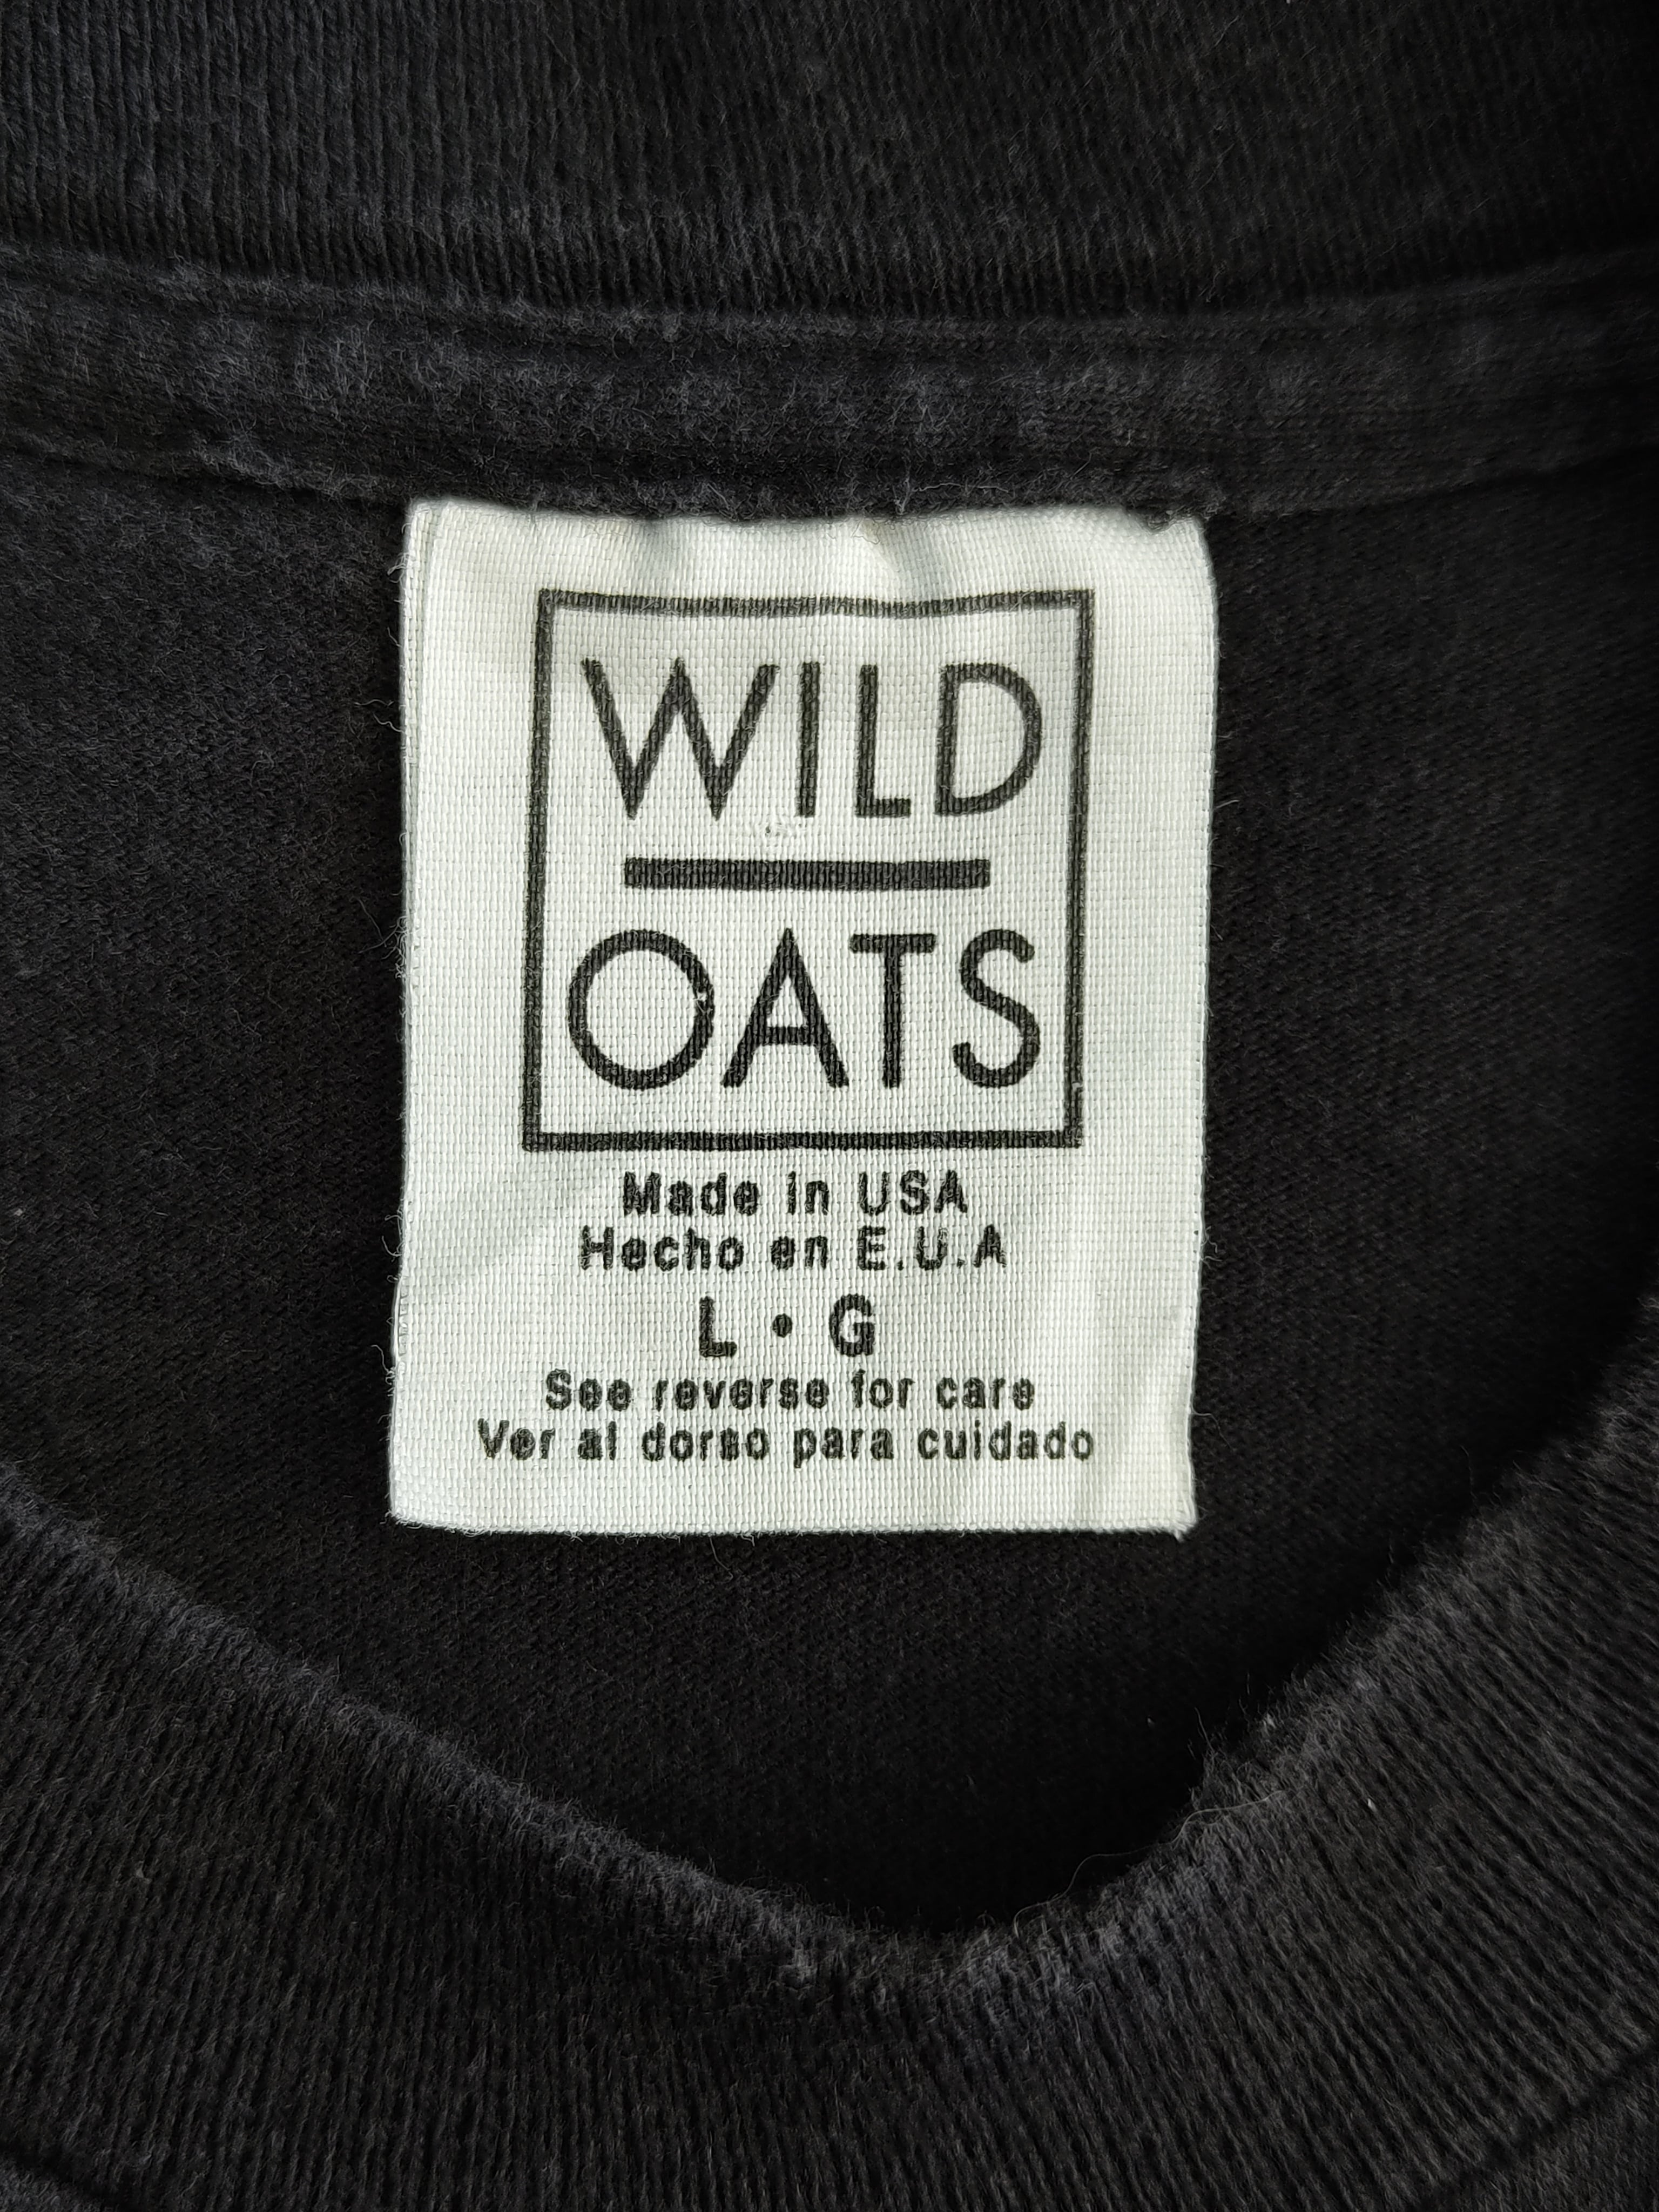 WILD
OATS
Made in USA
Hecho en E.U.A
L • G
See reverse for care
Ver al dorso para cuidado